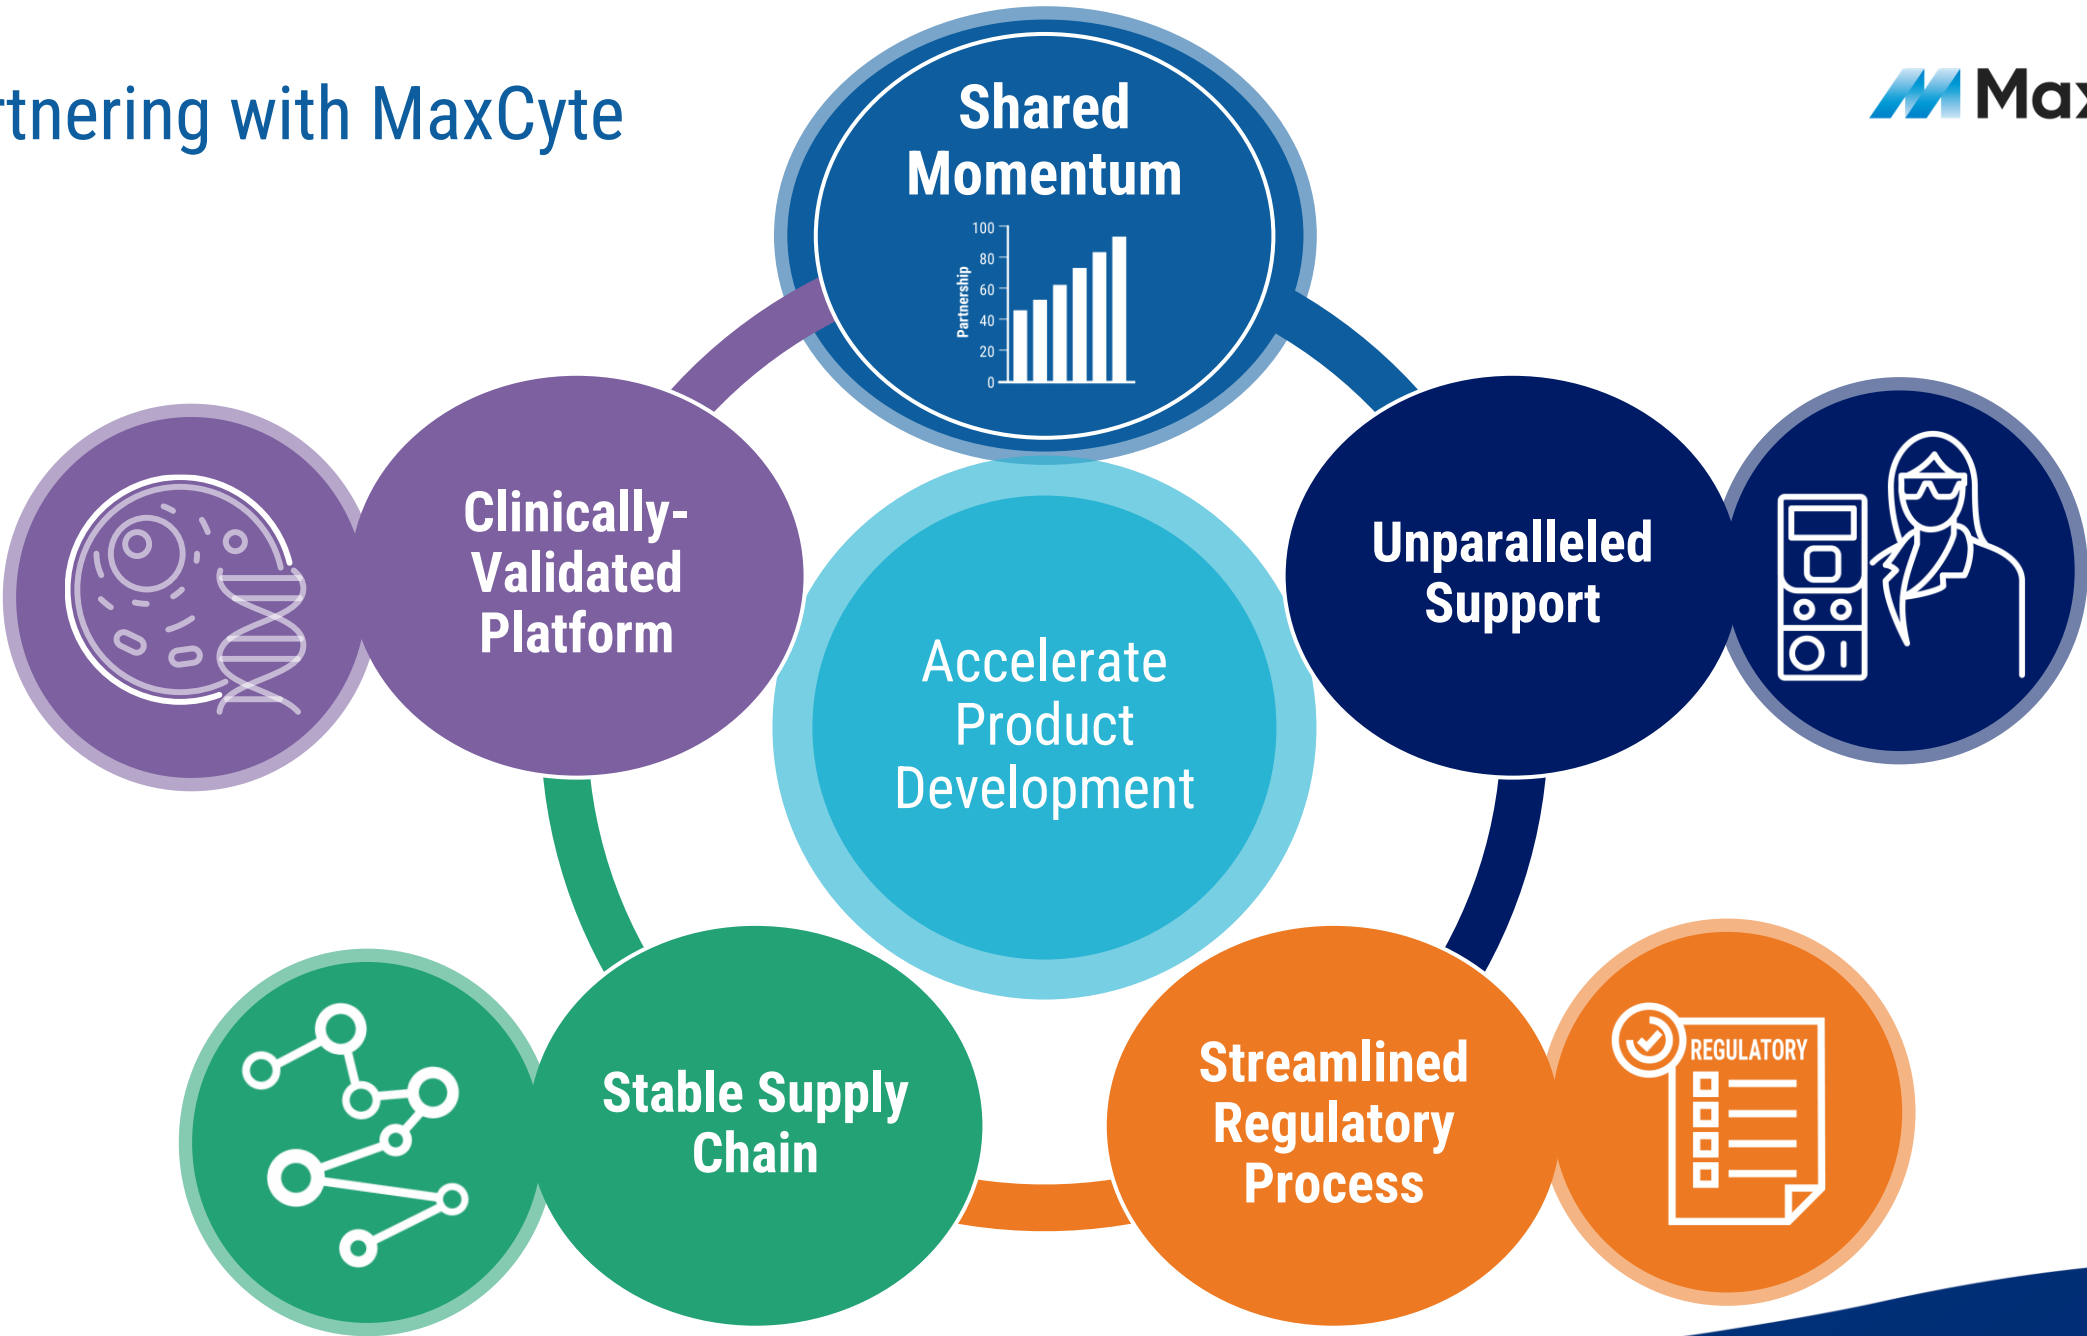 rtnering with MaxCyte
Max
Shared
Momentum
100
80
60
40
20
0
Partnership
Clinically-
Validated
Platform
Unparalleled
Support
Accelerate
Product
Development
Stable Supply
Chain
Streamlined
Regulatory
Process
REGULATORY